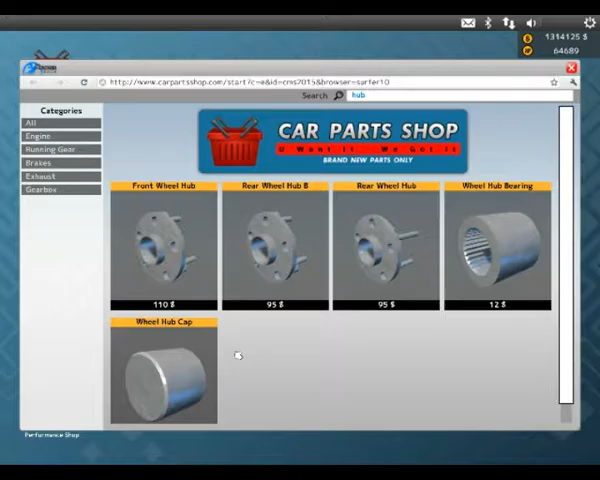 1314125 $
64689
http://www.carpartsshop.com/start?c=e&id=cms2015&browser=surfer10
Search hub
Categories
All
Engine
Running Gear
Brakes
Exhaust
Gearbox
CAR PARTS SHOP
U Want It - We Got It
BRAND NEW PARTS ONLY
Front Wheel Hub
Rear Wheel Hub B
Rear Wheel Hub
Wheel Hub Bearing
110 $
95 $
95 $
12 $
Wheel Hub Cap
Performance Shop